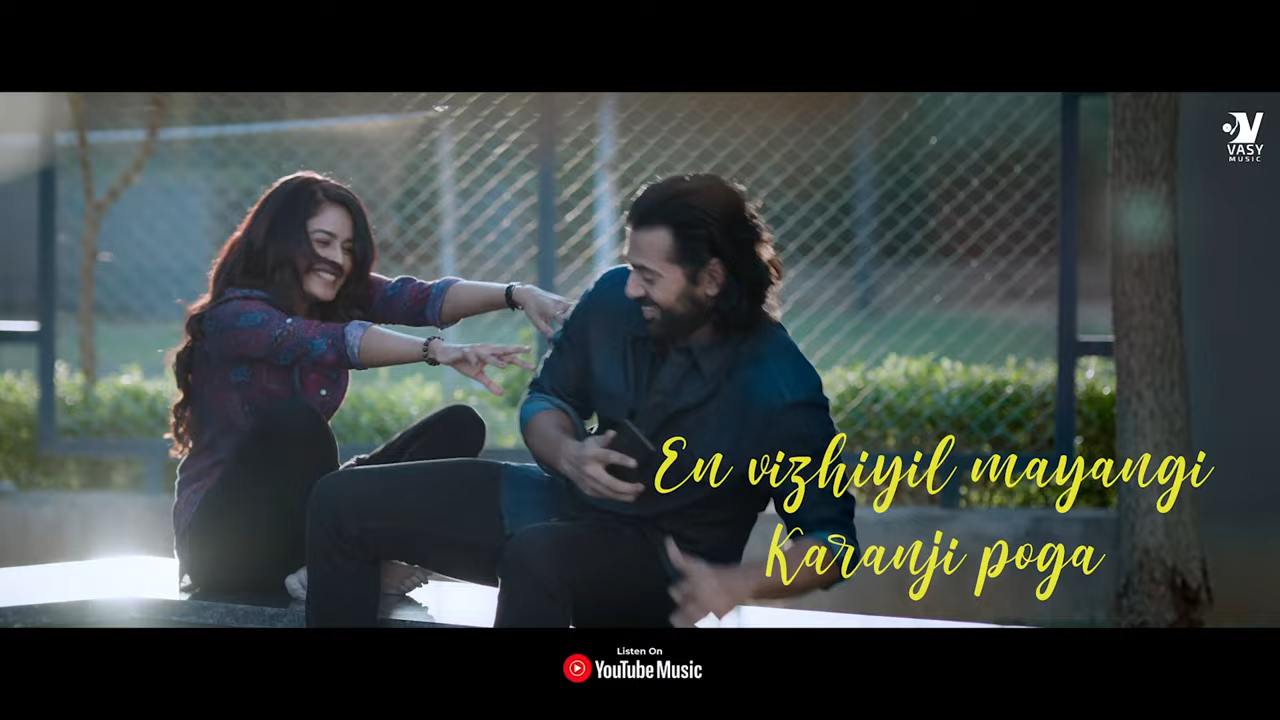 VASY
MUSIC
En vizhiyil mayangi
Karanji poga
Listen On
YouTube Music